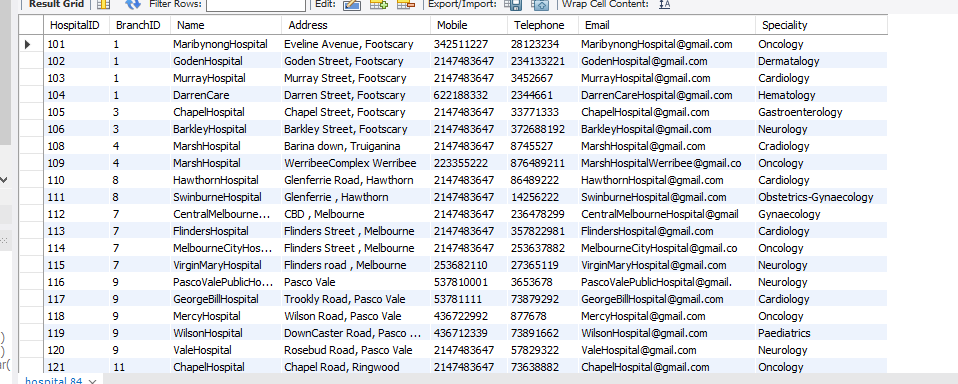 Result Grid Filter Rows: Edit: Export/Import: Wrap Cell Content:
HospitalID BranchID Name Address Mobile Telephone Email Speciality
101 1 MaribynongHospital Eveline Avenue, Footscary 342511227 28123234 MaribynongHospital@gmail.com Oncology
102 1 GodenHospital Goden Street, Footscary 2147483647 234133221 GodenHospital@gmail.com Dermatalogy
103 1 MurrayHospital Murray Street, Footscary 2147483647 3452667 MurrayHospital@gmail.com Cardiology
104 1 DarrenCare Darren Street, Footscary 622188332 2344661 DarrenCareHospital@gmail.com Hematology
105 3 ChapelHospital Chapel Street, Footscary 2147483647 33771333 ChapelHospital@gmail.com Gastroenterology
106 3 BarkleyHospital Barkley Street, Footscary 2147483647 372688192 BarkleyHospital@gmail.com Neurology
108 4 MarshHospital Barina down, Truiganina 2147483647 8745527 MarshHospital@gmail.com Cradiology
109 4 MarshHospital WerribeeComplex Werribee 223355222 876489211 MarshHospitalWerribee@gmail.co Oncology
110 8 HawthornHospital Glenferrie Road, Hawthorn 2147483647 86489222 HawthornHospital@gmail.com Cardiology
111 8 SwinburneHospital Glenferrie , Hawthorn 2147483647 14256222 SwinburneHospital@gmail.com Obstetrics-Gynaecology
112 7 CentralMelbourne... CBD , Melbourne 2147483647 236478299 CentralMelbourneHospital@gmail Gynaecology
113 7 FlindersHospital Flinders Street , Melbourne 2147483647 357822981 FlindersHospital@gmail.com Cardiology
114 7 MelbourneCityHos... Flinders Street , Melbourne 2147483647 253637882 MelbourneCityHospital@gmail.co Oncology
115 7 VirginMaryHospital Flinders road , Melbourne 253682110 27365119 VirginMaryHospital@gmail.com Neurology
116 9 PascoValePublicHo... Pasco Vale 537810001 3653678 PascoValePublicHospital@gmail. Neurology
117 9 GeorgeBillHospital Trookly Road, Pasco Vale 53781111 73879292 GeorgeBillHospital@gmail.com Cardiology
118 9 MercyHospital Wilson Road, Pasco Vale 436722992 877678 MercyHospital@gmail.com Oncology
119 9 WilsonHospital DownCaster Road, Pasco ... 436712339 73891662 WilsonHospital@gmail.com Paediatrics
120 9 ValeHospital Rosebud Road, Pasco Vale 2147483647 57829322 ValeHospital@gmail.com Neurology
121 11 ChapelHospital Chapel Road, Ringwood 2147483647 73638882 ChapelHospital@gmail.com Cardiology
)
)
ar(
hospital 84